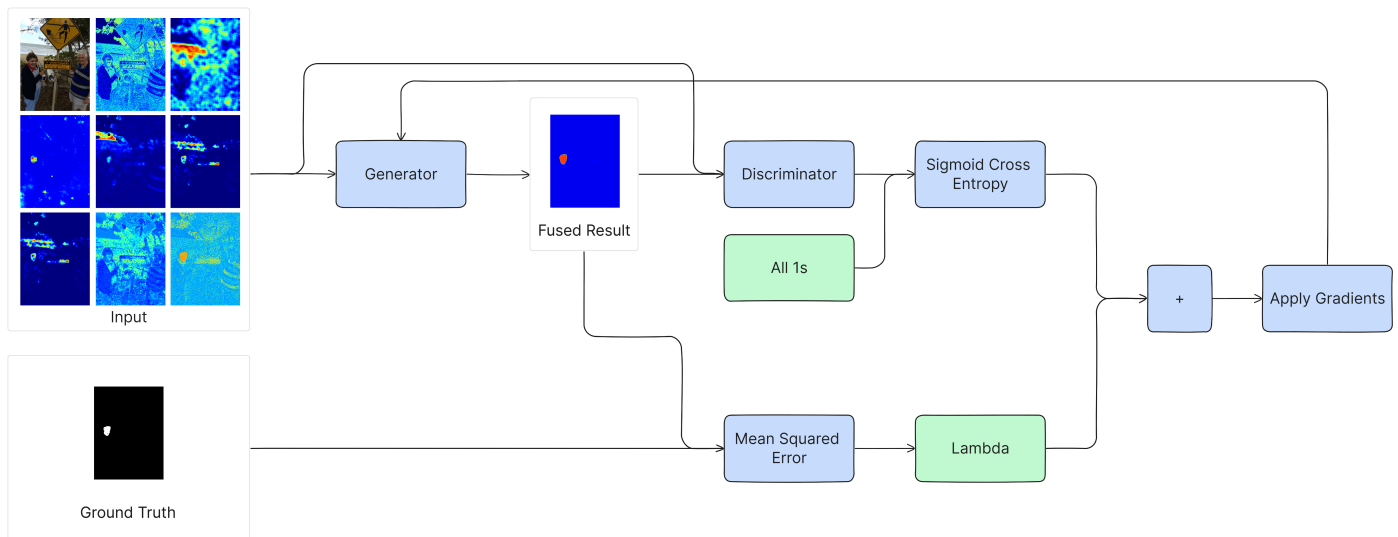 Input
Generator
Fused Result
Discriminator
Sigmoid Cross
Entropy
All 1s
+
Apply Gradients
Mean Squared
Error
Lambda
Ground Truth